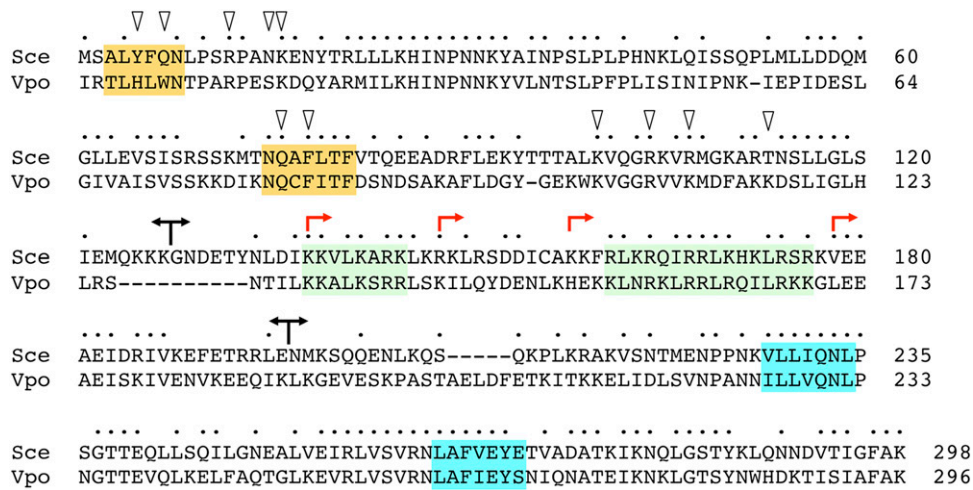 Sce MSALYFQNLPSRPANKENYTRLLLKHINPNNKYAINPSLPLPHNKLQISSQPLMLLDDQM 60
Vpo IRTLHLWNTPARPESKDQYARMILKHINPNNKYVLNTSLPFPLISINIPNK-IEPIDESL 64
Sce GLLEVSISRSSKMTNQAFLTFVTQEEADRFLEKYTTTALKVQGRKVRMGKARTNSLLGLS 120
Vpo GIVAISVSSKKDIKNQCFITFDSNDSAKAFLDGY-GEKWKVGGRVVKMDFAKKDSLIGLH 123
Sce IEMQKKKGNDETYNLDIKKVLKARKLKRKLRSDDICAKKFRLKRQIRRLKHKLRSRKVEE 180
Vpo LRS----------NTILKKALKSRRLSKILQYDENLKHEKKLNRKLRRLRQILRKKGLEE 173
Sce AEIDRIVKEFETRRLENMKSQQENLKQS-----QKPLKRAKVSNTMENPPNKVLLIQNLP 235
Vpo AEISKIVENVKEEQIKLKGEVESKPASTAELDFETKITKKELIDLSVNPANNILLVQNLP 233
Sce SGTTEQLLSQILGNEALVEIRLVSVRNLAFVEYETVADATKIKNQLGSTYKLQNNDVTIGFAK 298
Vpo NGTTEVQLKELFAQTGLKEVRLVSVRNLAFIEYSNIQNATEIKNKLGTSYNWHDKTISIAFAK 296